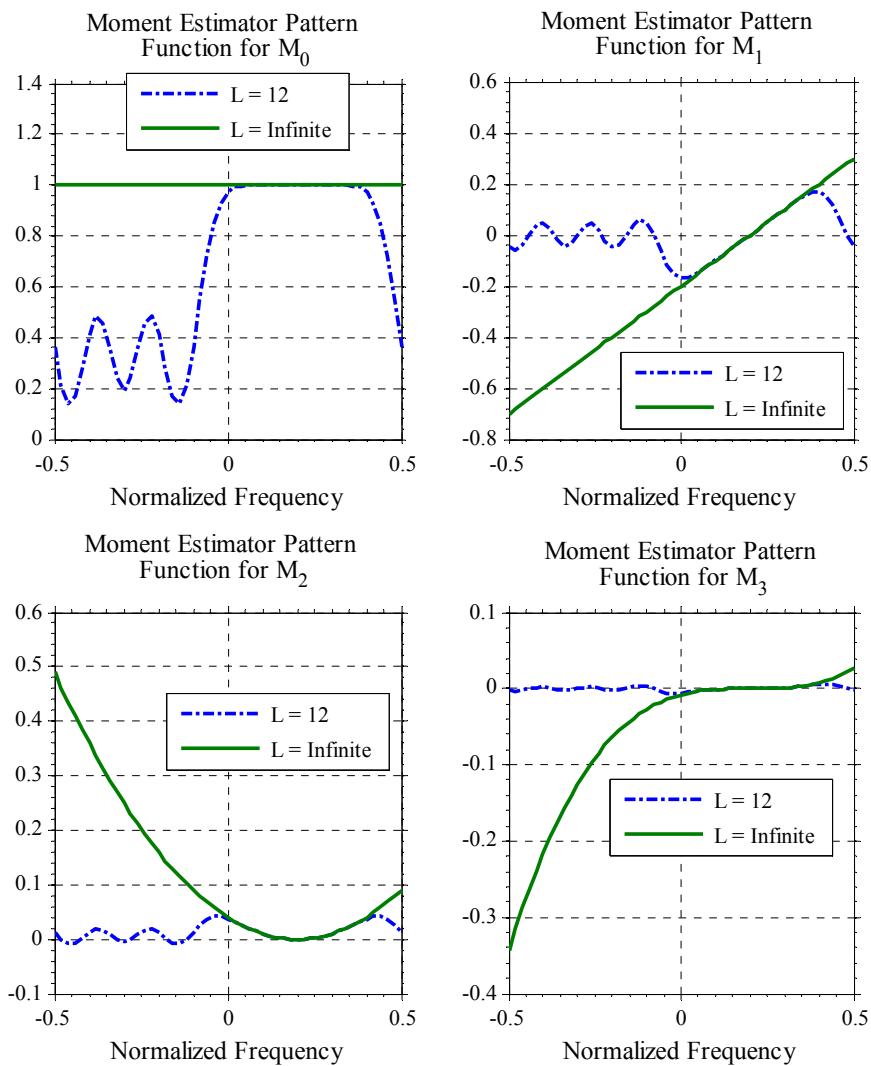 Moment Estimator Pattern
Function for M0
1.4
1.2
1
0.8
0.6
0.4
0.2
0
-0.5
0
0.5
L = 12
L = Infinite
Normalized Frequency
Moment Estimator Pattern
Function for M1
0.6
0.4
0.2
0
-0.2
-0.4
-0.6
-0.8
-0.5
0
0.5
L = 12
L = Infinite
Normalized Frequency
Moment Estimator Pattern
Function for M2
0.6
0.5
0.4
0.3
0.2
0.1
0
-0.1
-0.5
0
0.5
L = 12
L = Infinite
Normalized Frequency
Moment Estimator Pattern
Function for M3
0.1
0
-0.1
-0.2
-0.3
-0.4
-0.5
0
0.5
L = 12
L = Infinite
Normalized Frequency